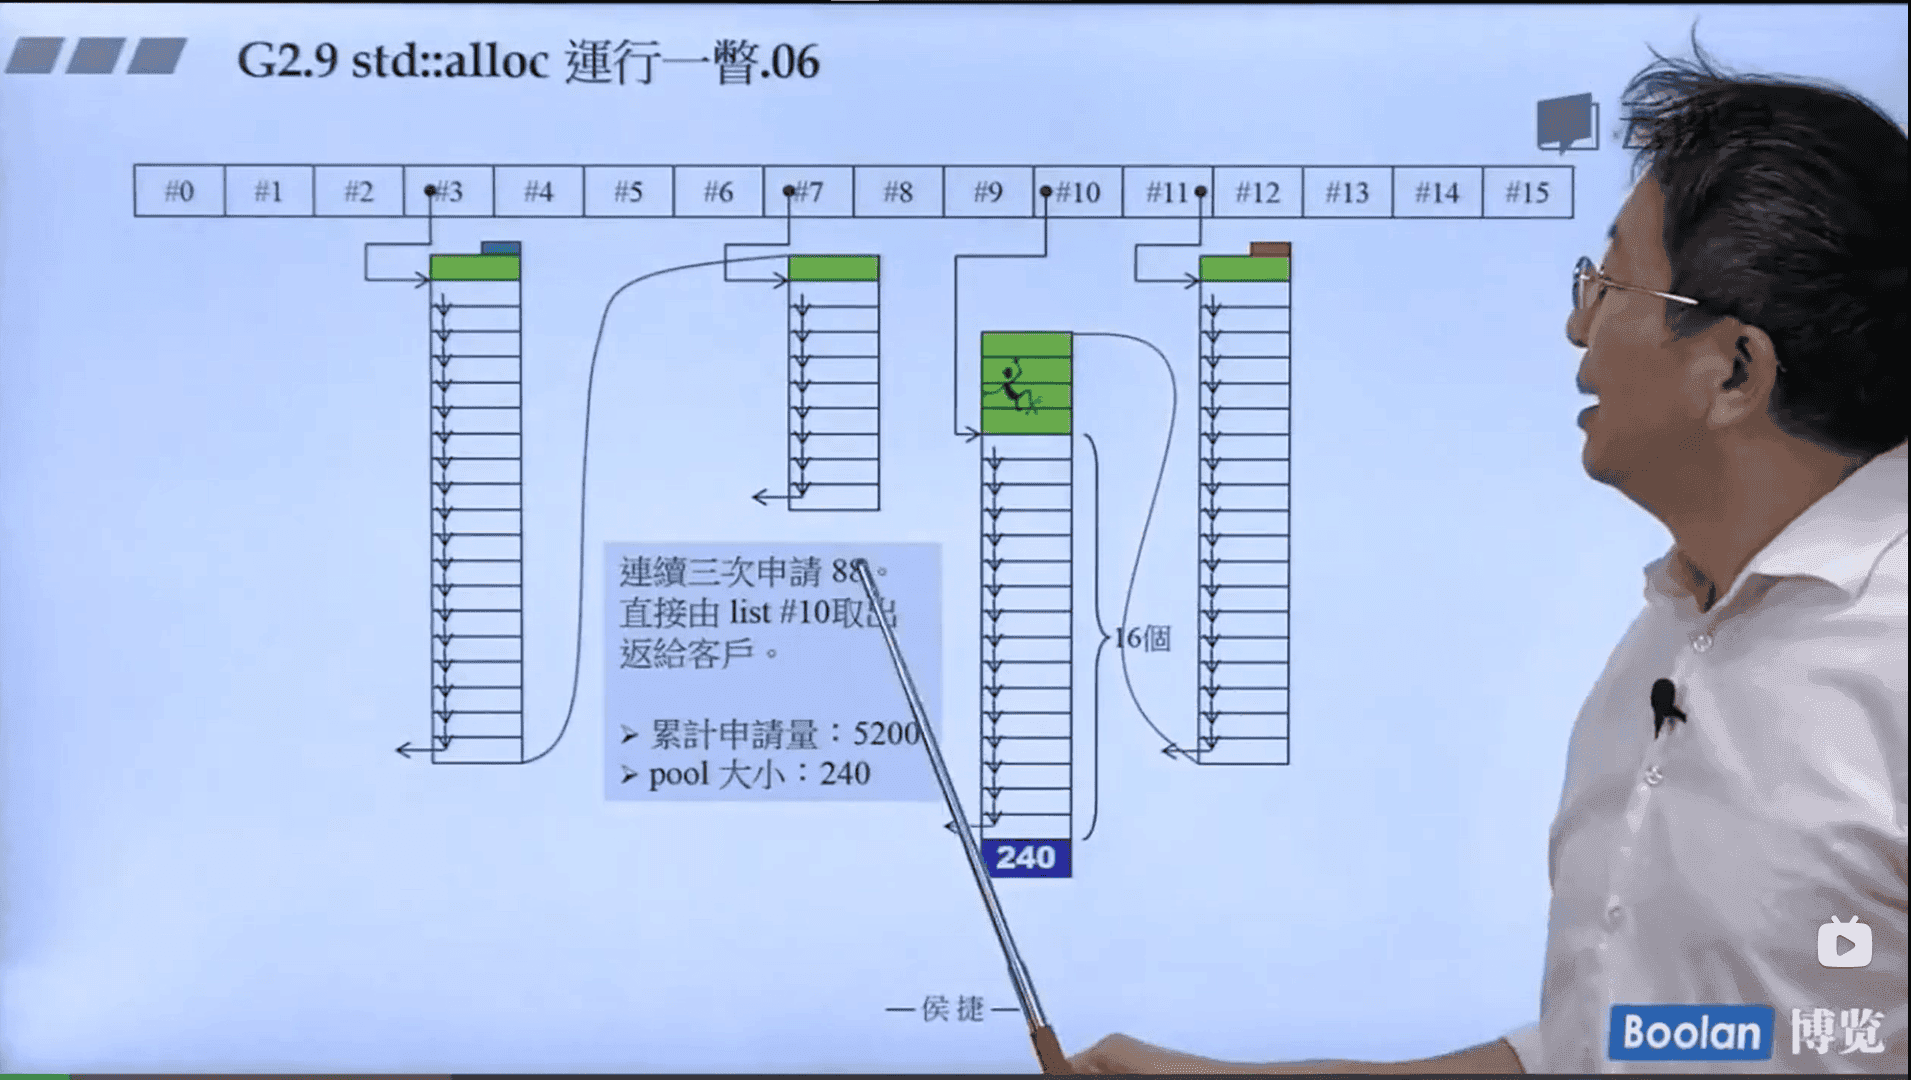 G2.9 std::alloc 運行一瞥.06
#0 #1 #2 #3 #4 #5 #6 #7 #8 #9 #10 #11 #12 #13 #14 #15
連續三次申請 88。
直接由 list #10取出
返給客戶。
➢ 累計申請量：5200
➢ pool 大小：240
16個
240
—侯捷—
Boolan 博览